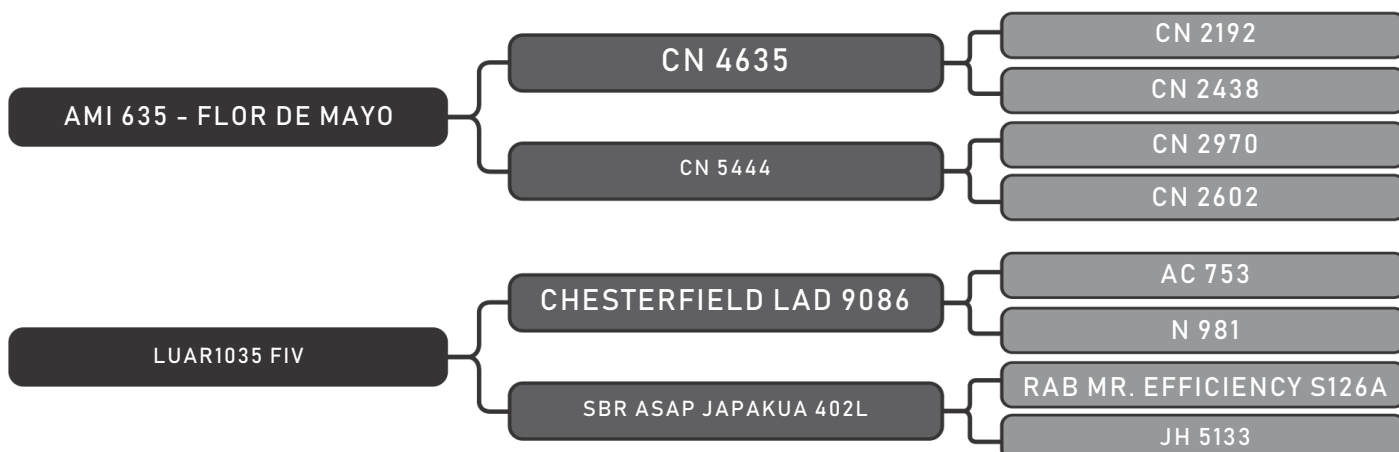 AMI 635 - FLOR DE MAYO
CN 4635
CN 2192
CN 2438
CN 5444
CN 2970
CN 2602
LUAR1035 FIV
CHESTERFIELD LAD 9086
AC 753
N 981
SBR ASAP JAPAKUA 402L
RAB MR. EFFICIENCY S126A
JH 5133